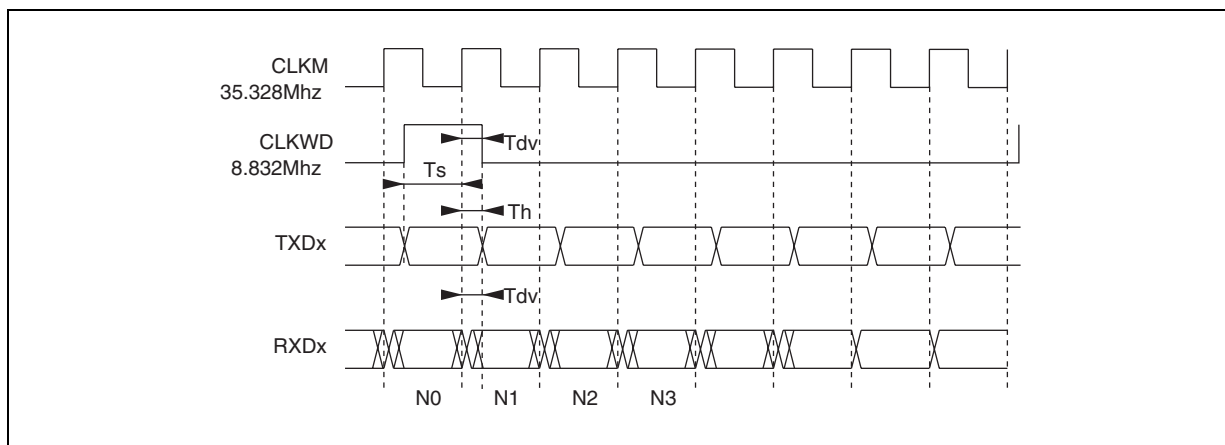 CLKM
35.328Mhz
CLKWD
8.832Mhz
Tdv
Ts
Th
TXDx
Tdv
RXDx
N0 N1 N2 N3